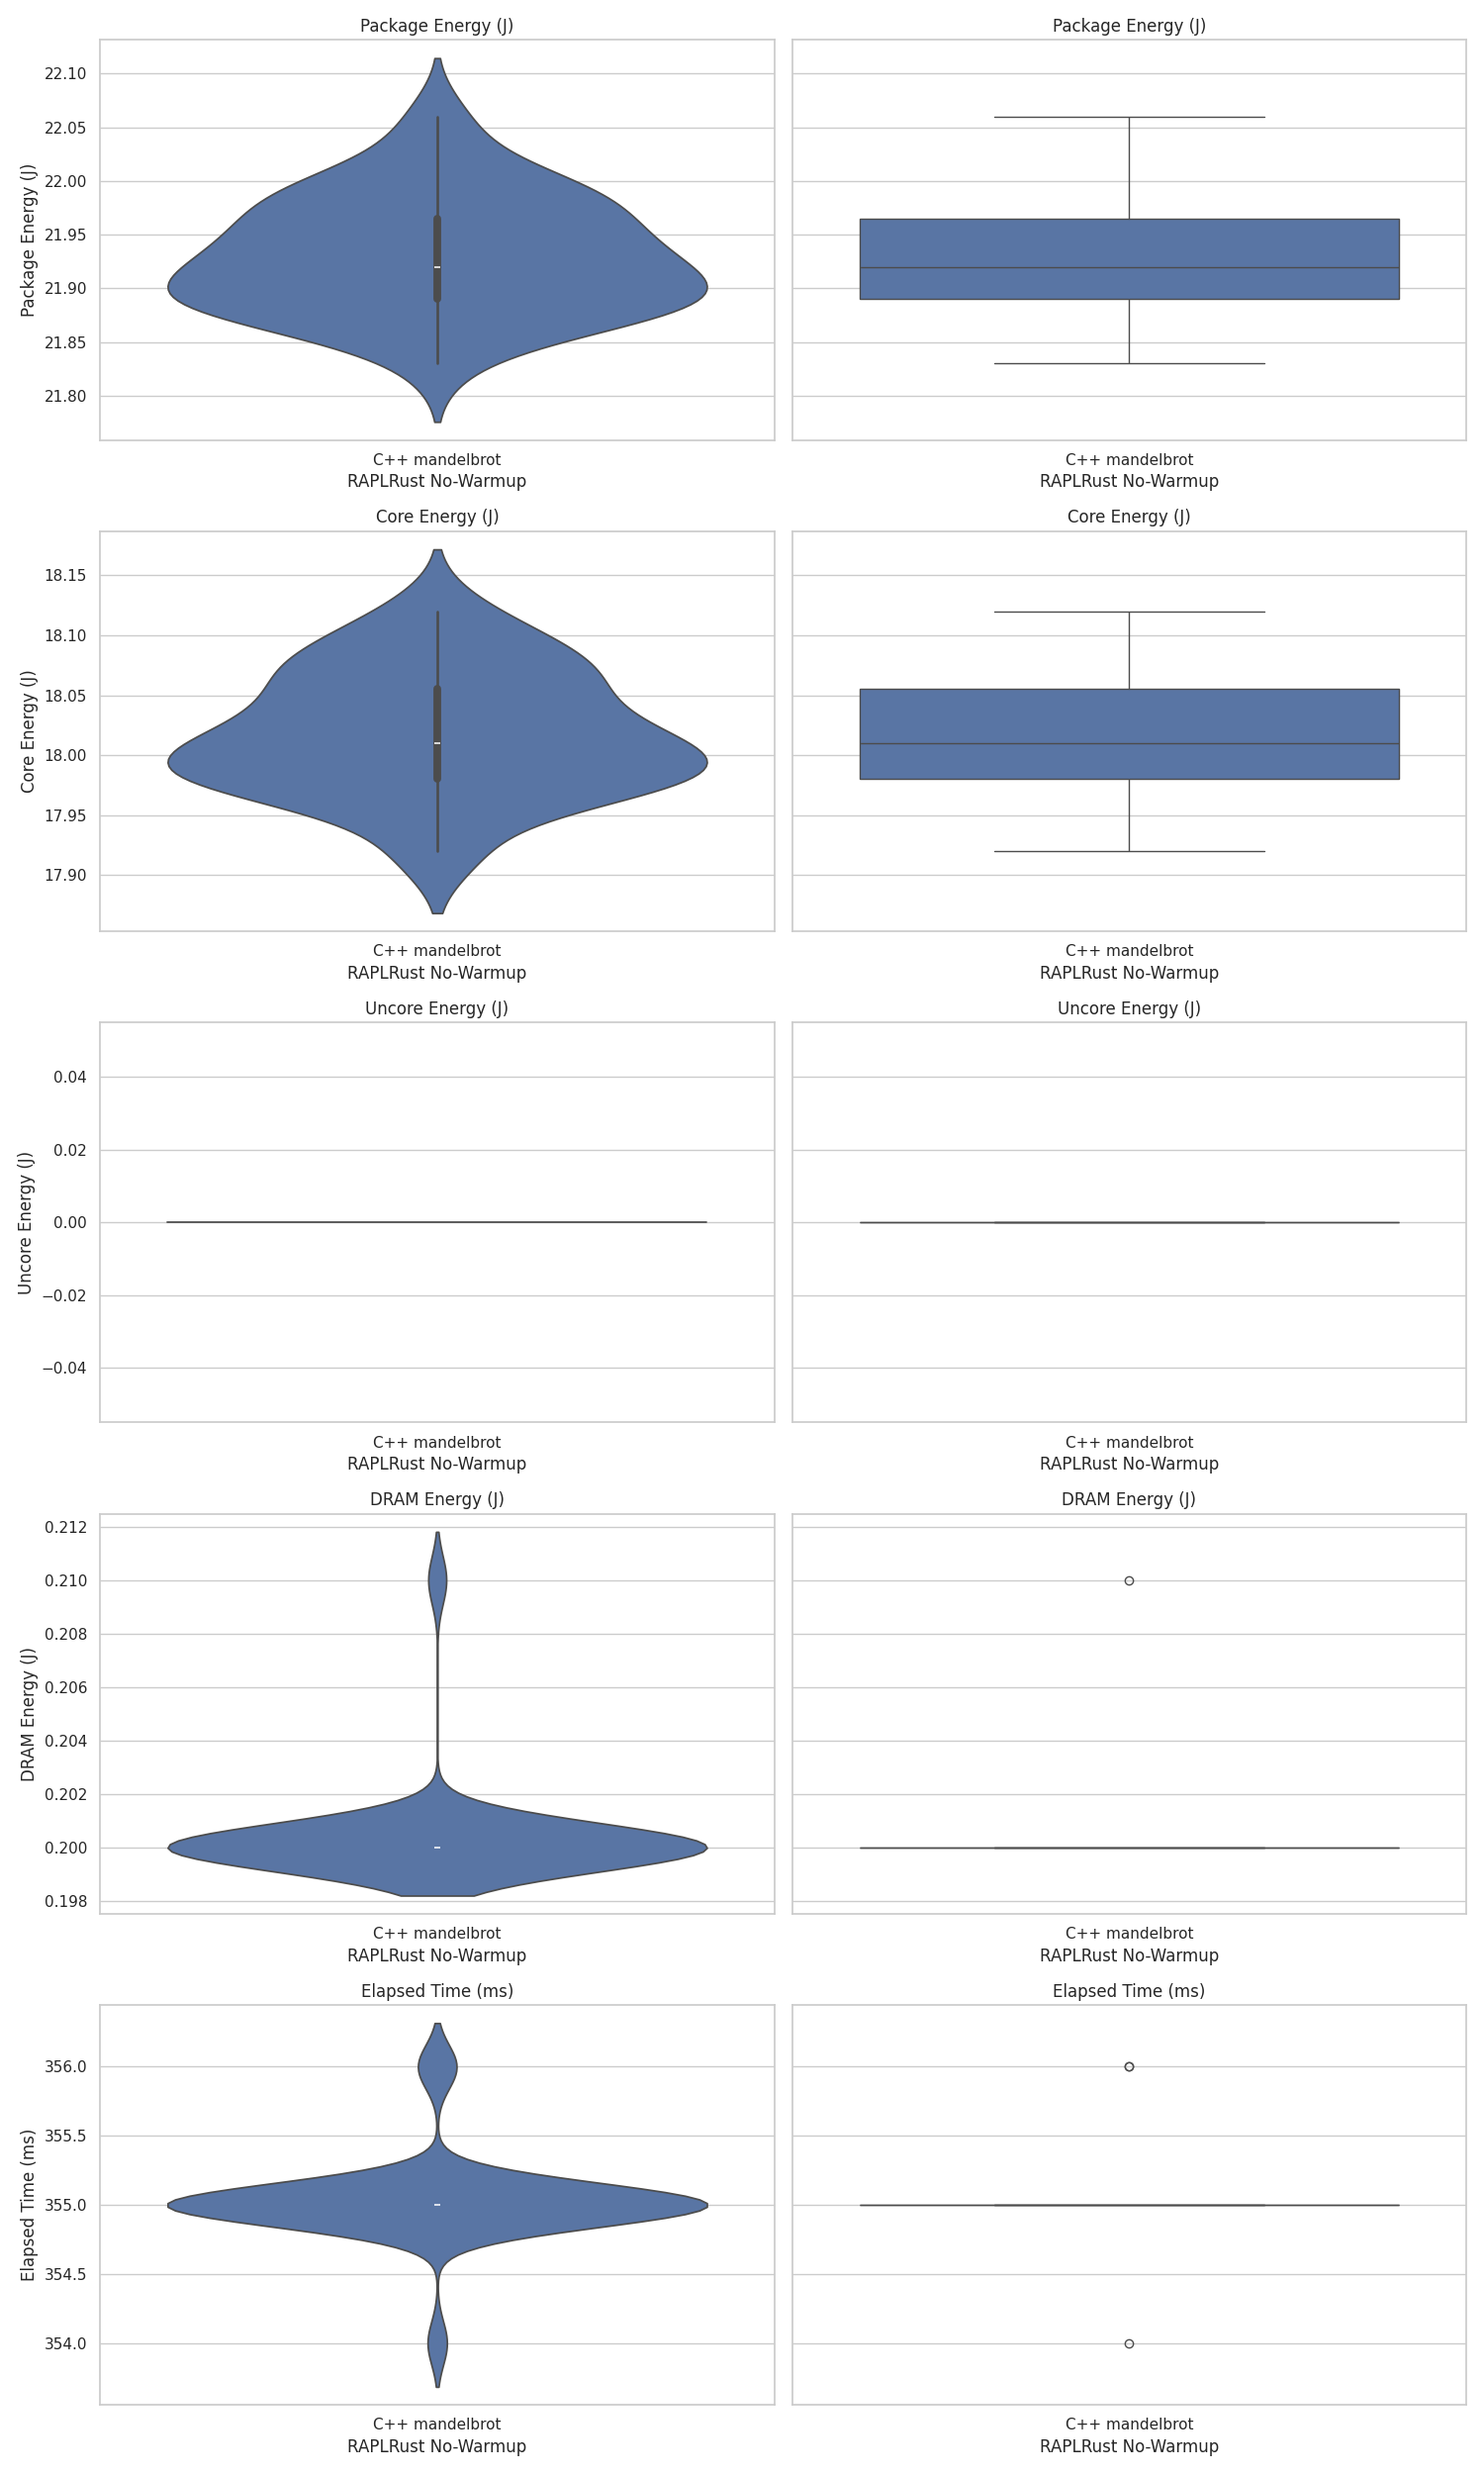 Package Energy (J)
Package Energy (J)
22.10
22.05
22.00
21.95
21.90
21.85
21.80
Package Energy (J)
C++ mandelbrot
RAPLRust No-Warmup
C++ mandelbrot
RAPLRust No-Warmup
Core Energy (J)
Core Energy (J)
18.15
18.10
18.05
18.00
17.95
17.90
Core Energy (J)
C++ mandelbrot
RAPLRust No-Warmup
C++ mandelbrot
RAPLRust No-Warmup
Uncore Energy (J)
Uncore Energy (J)
0.04
0.02
0.00
−0.02
−0.04
Uncore Energy (J)
C++ mandelbrot
RAPLRust No-Warmup
C++ mandelbrot
RAPLRust No-Warmup
DRAM Energy (J)
DRAM Energy (J)
0.212
0.210
0.208
0.206
0.204
0.202
0.200
0.198
DRAM Energy (J)
C++ mandelbrot
RAPLRust No-Warmup
C++ mandelbrot
RAPLRust No-Warmup
Elapsed Time (ms)
Elapsed Time (ms)
356.0
355.5
355.0
354.5
354.0
Elapsed Time (ms)
C++ mandelbrot
RAPLRust No-Warmup
C++ mandelbrot
RAPLRust No-Warmup